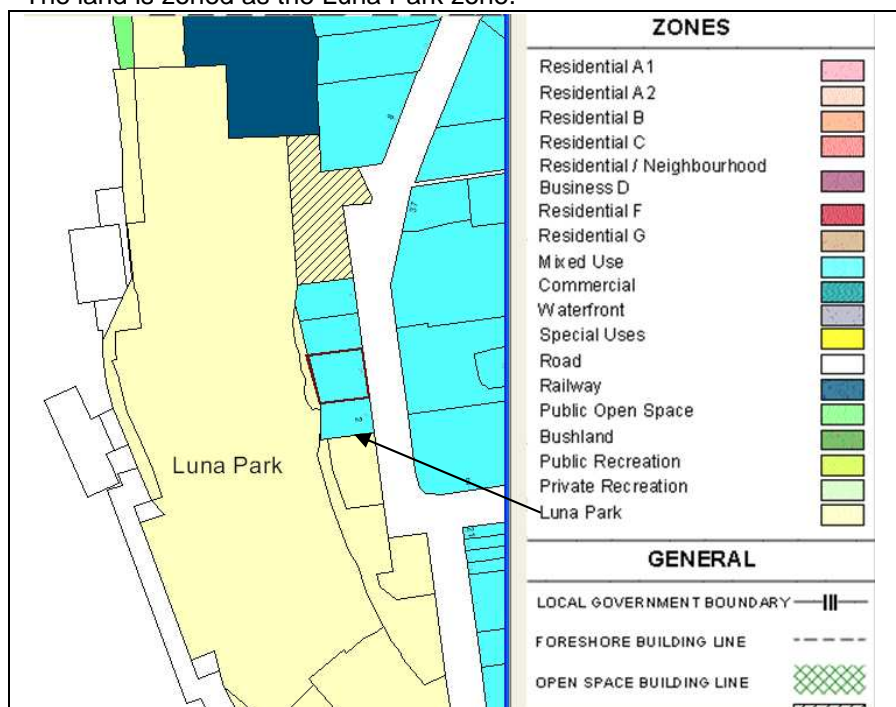 The land is zoned as the Luna Park zone.
ZONES
Residential A1
Residential A2
Residential B
Residential C
Residential / Neighbourhood
Business D
Residential F
Residential G
Mixed Use
Commercial
Waterfront
Special Uses
Road
Railway
Public Open Space
Bushland
Public Recreation
Private Recreation
Luna Park
GENERAL
LOCAL GOVERNMENT BOUNDARY
FORESHORE BUILDING LINE
OPEN SPACE BUILDING LINE
37
2
Luna Park